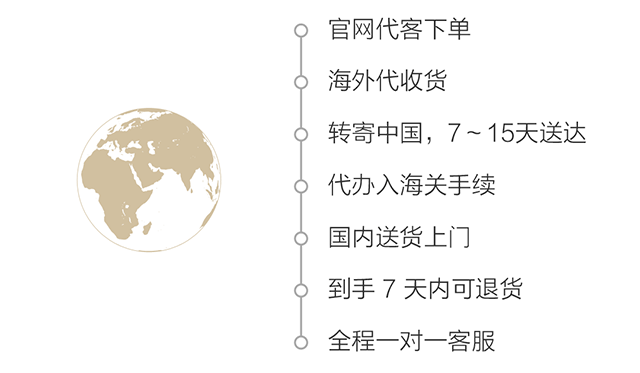 官网代客下单
海外代收货
转寄中国，7～15天送达
代办入海关手续
国内送货上门
到手 7 天内可退货
全程一对一客服